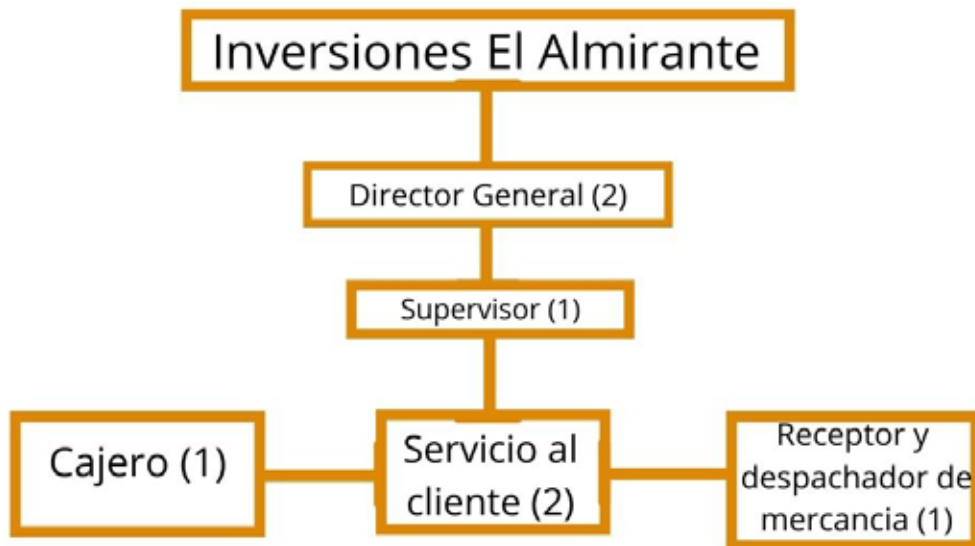 Inversiones El Almirante
Director General (2)
Supervisor (1)
Cajero (1)
Servicio al
cliente (2)
Receptor y
despachador de
mercancia (1)